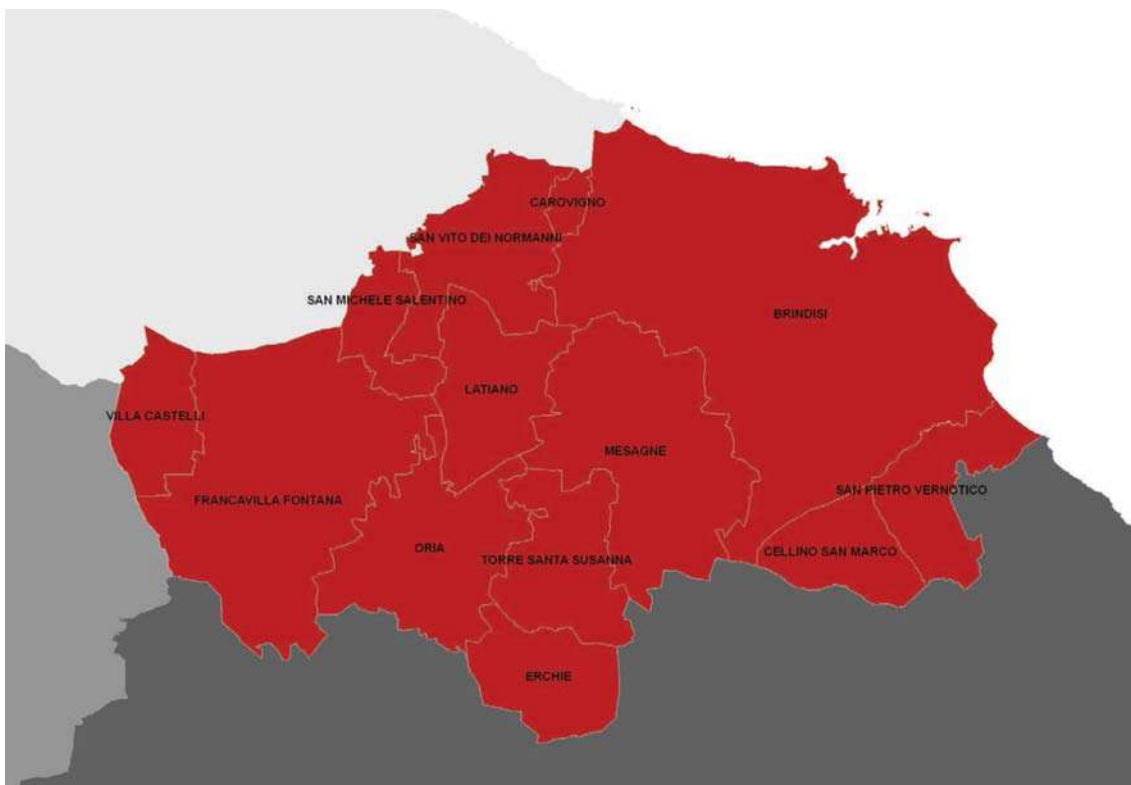 CAROVIGNO
SAN VITO DEI NORMANNI
SAN MICHELE SALENTINO
BRINDISI
LATIANO
VILLA CASTELLI
MESAGNE
FRANCAVILLA FONTANA
SAN PIETRO VERNOTICO
ORIA
TORRE SANTA SUSANNA
CELLINO SAN MARCO
ERCHIE